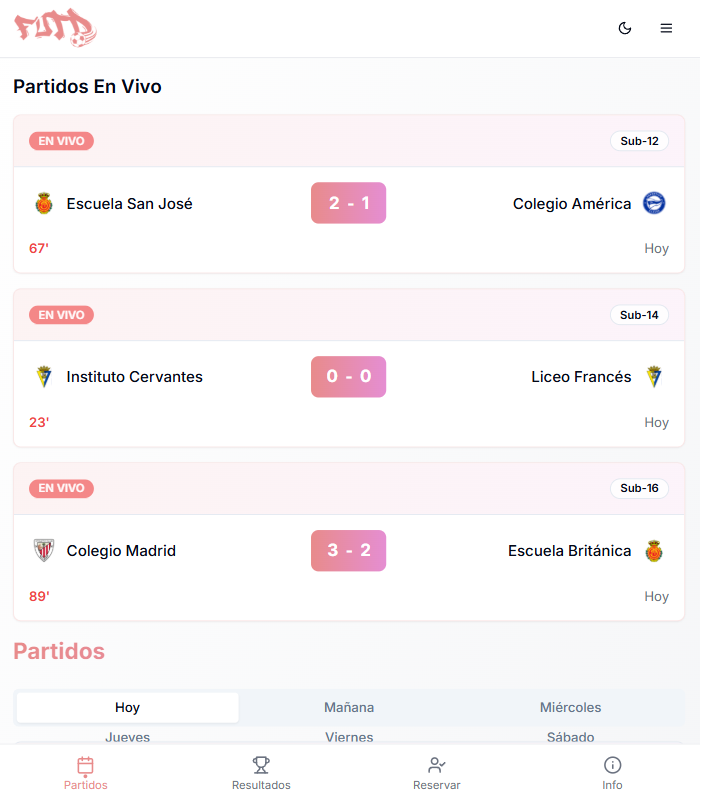 FUTD
Partidos En Vivo
EN VIVO
Sub-12
Escuela San José
2 - 1
Colegio América
67'
Hoy
EN VIVO
Sub-14
Instituto Cervantes
0 - 0
Liceo Francés
23'
Hoy
EN VIVO
Sub-16
Colegio Madrid
3 - 2
Escuela Británica
89'
Hoy
Partidos
Hoy
Mañana
Miércoles
Jueves
Viernes
Sábado
Partidos
Resultados
Reservar
Info